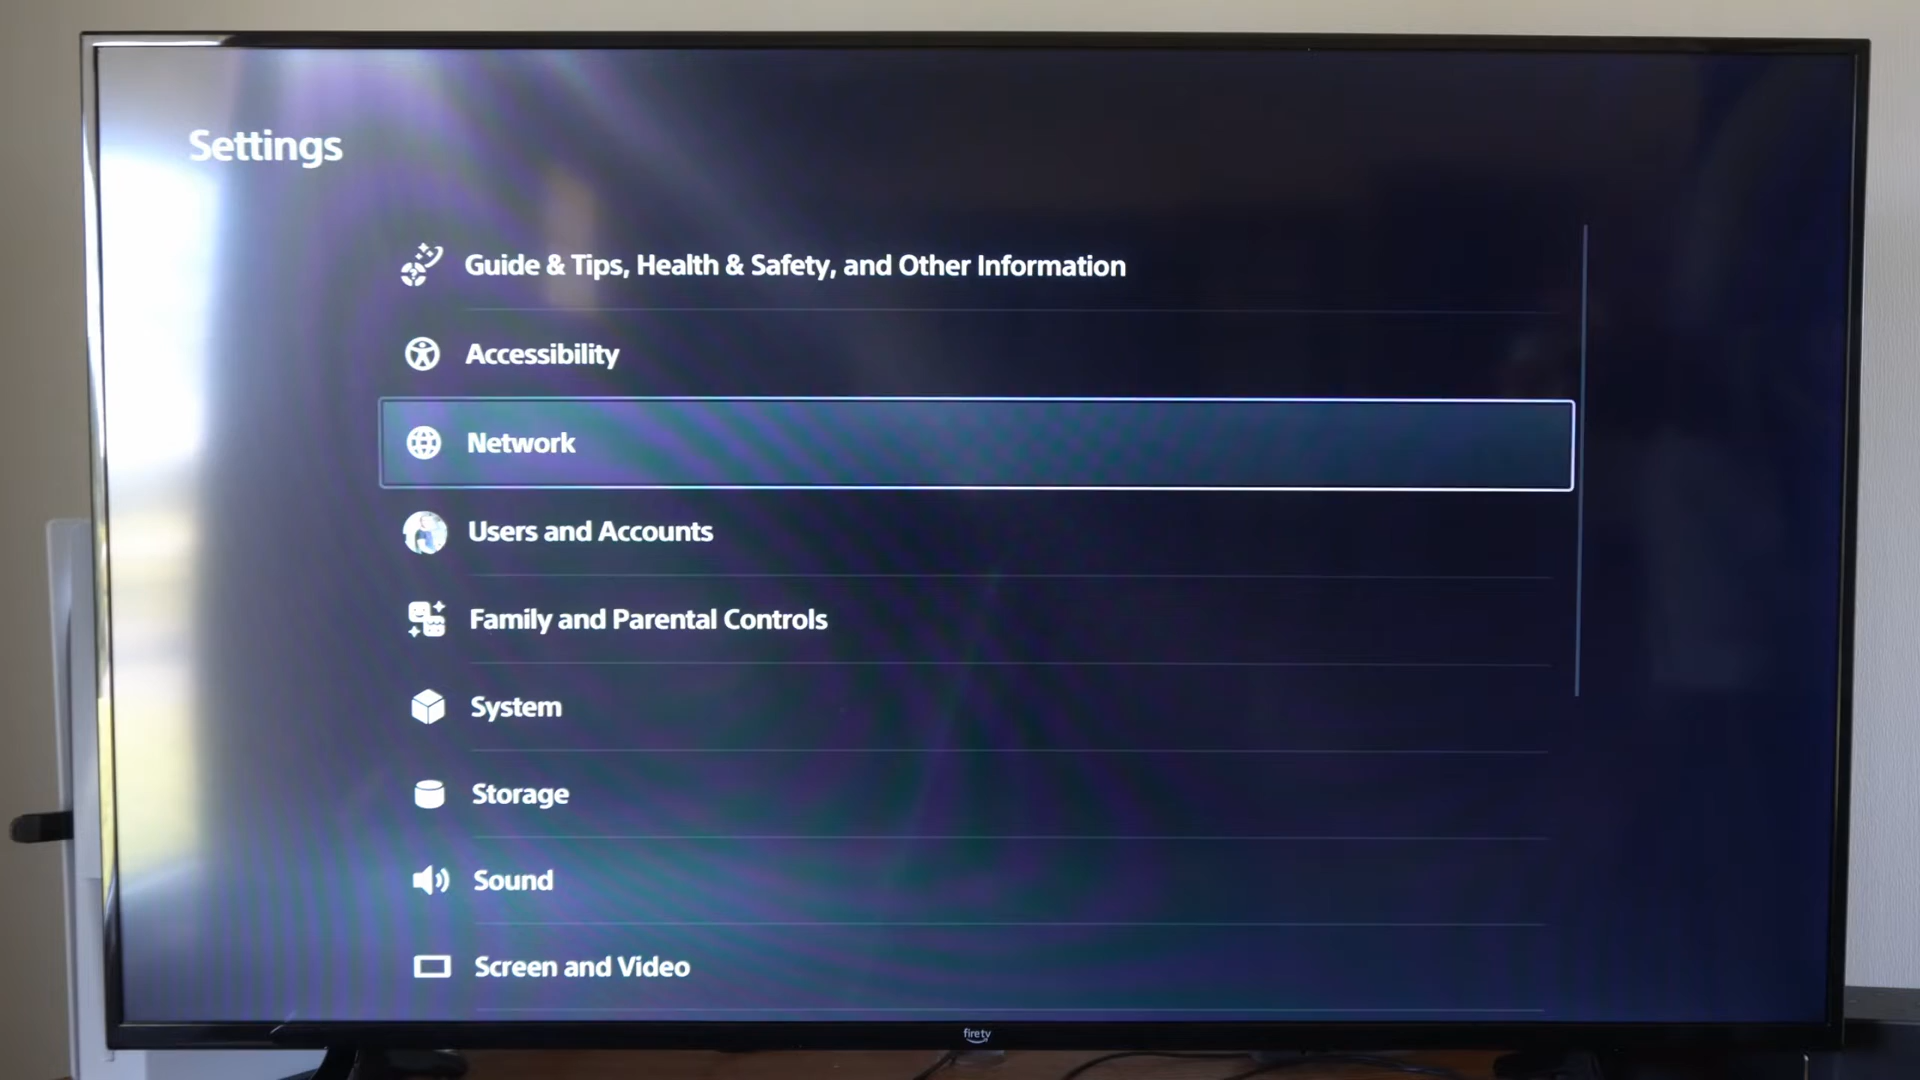 Settings
Guide & Tips, Health & Safety, and Other Information
Accessibility
Network
Users and Accounts
Family and Parental Controls
System
Storage
Sound
Screen and Video
firetv